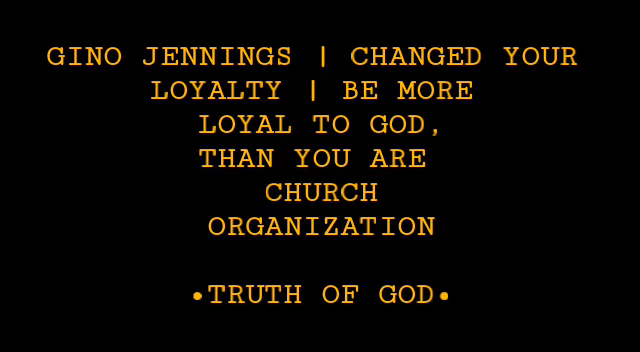 GINO JENNINGS | CHANGED YOUR
LOYALTY | BE MORE
LOYAL TO GOD,
THAN YOU ARE
CHURCH
ORGANIZATION
•TRUTH OF GOD•